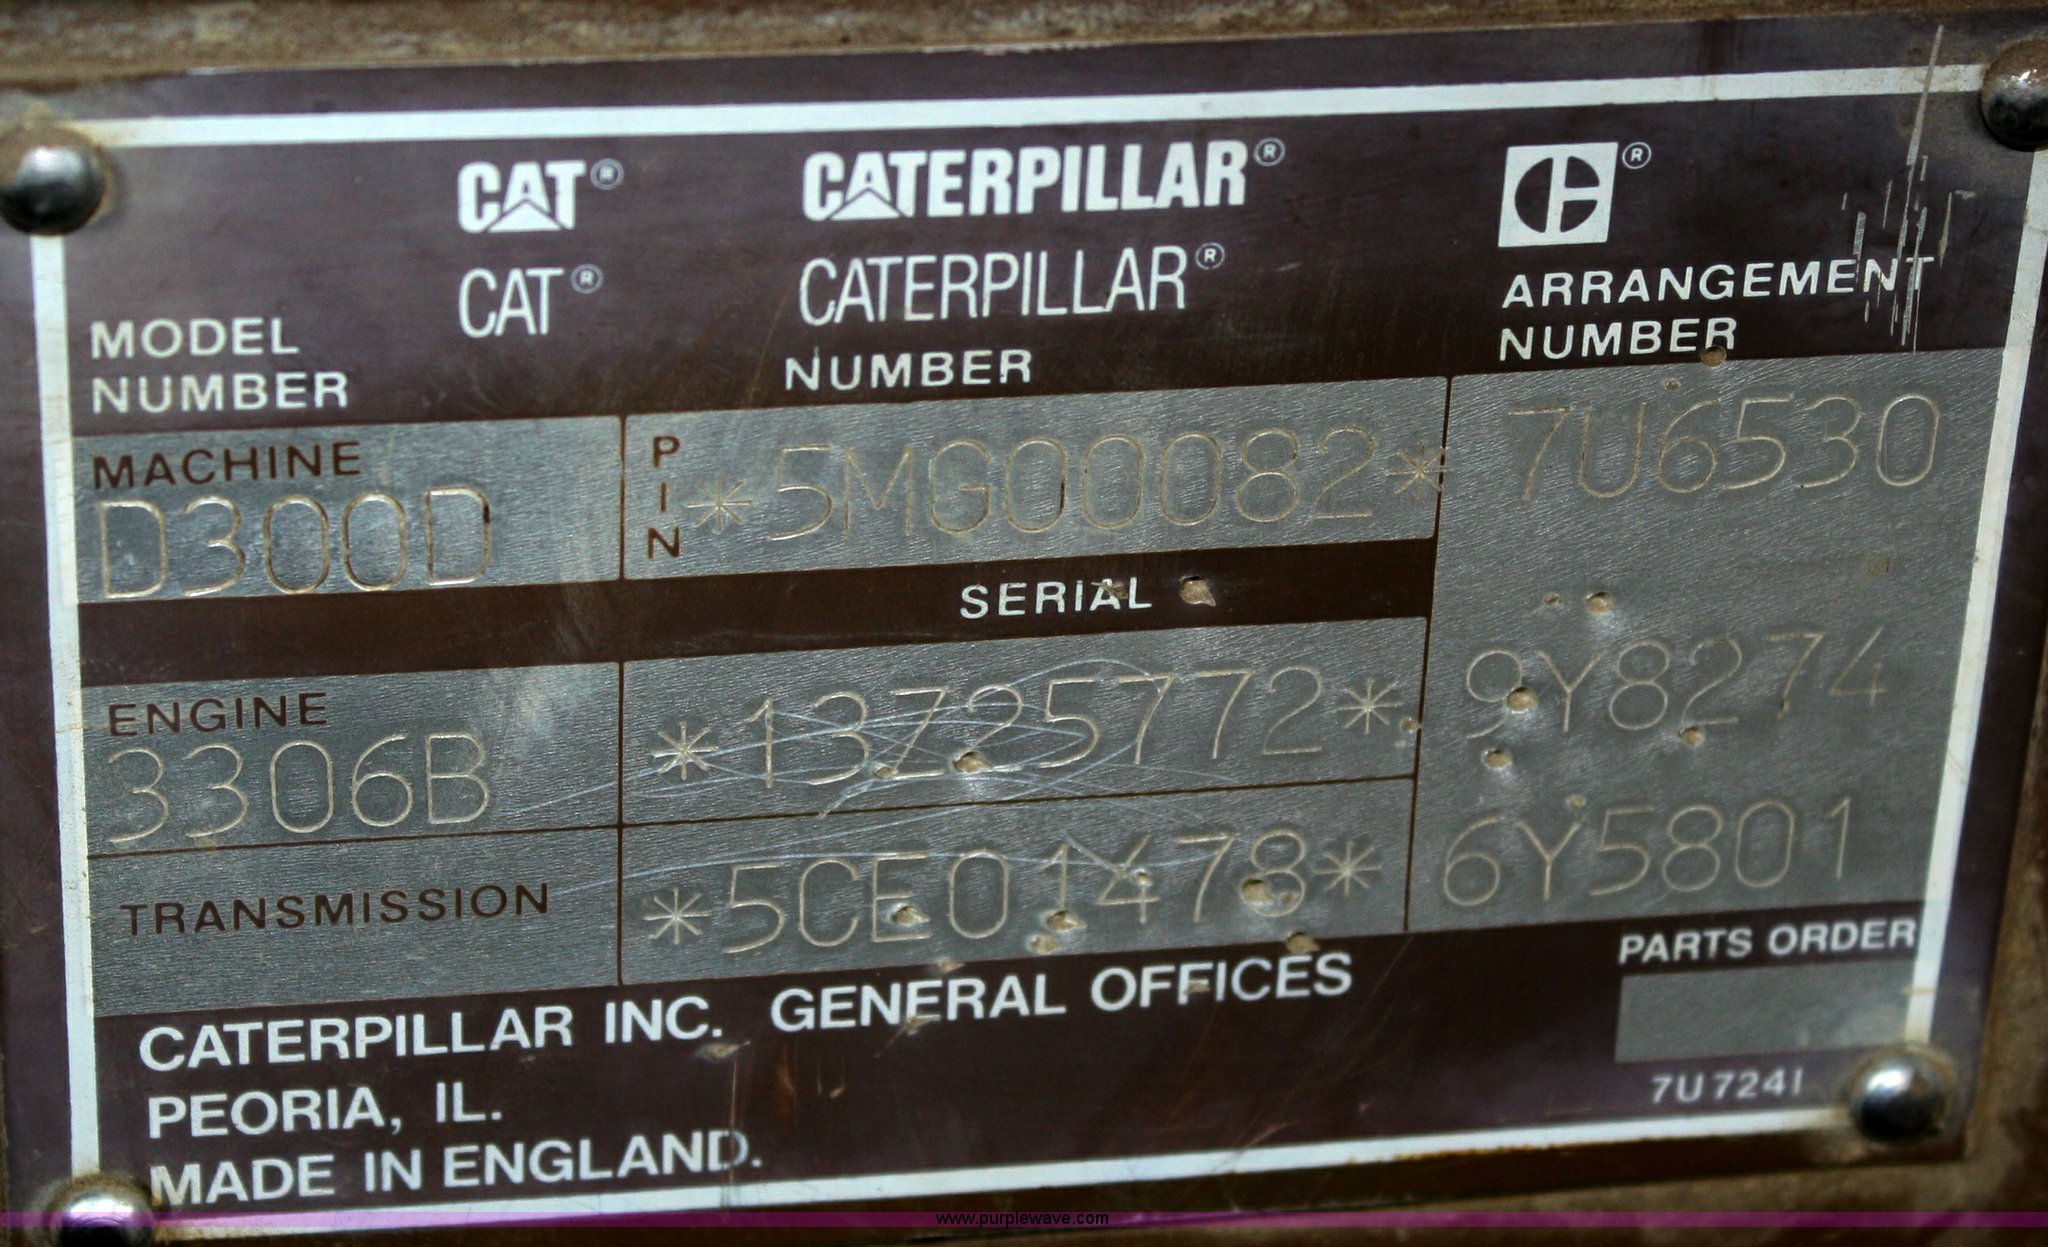 CAT® CATERPILLAR® ®
CAT® CATERPILLAR®
MODEL NUMBER
NUMBER
ARRANGEMENT NUMBER
MACHINE
D300D
PIN
*5MG00082*
7U6530
SERIAL
ENGINE
3306B
*13Z25772*
9Y8274
TRANSMISSION
*5CE01478*
6Y5801
PARTS ORDER
7U7241
CATERPILLAR INC. GENERAL OFFICES
PEORIA, IL.
MADE IN ENGLAND.
www.purplewave.com